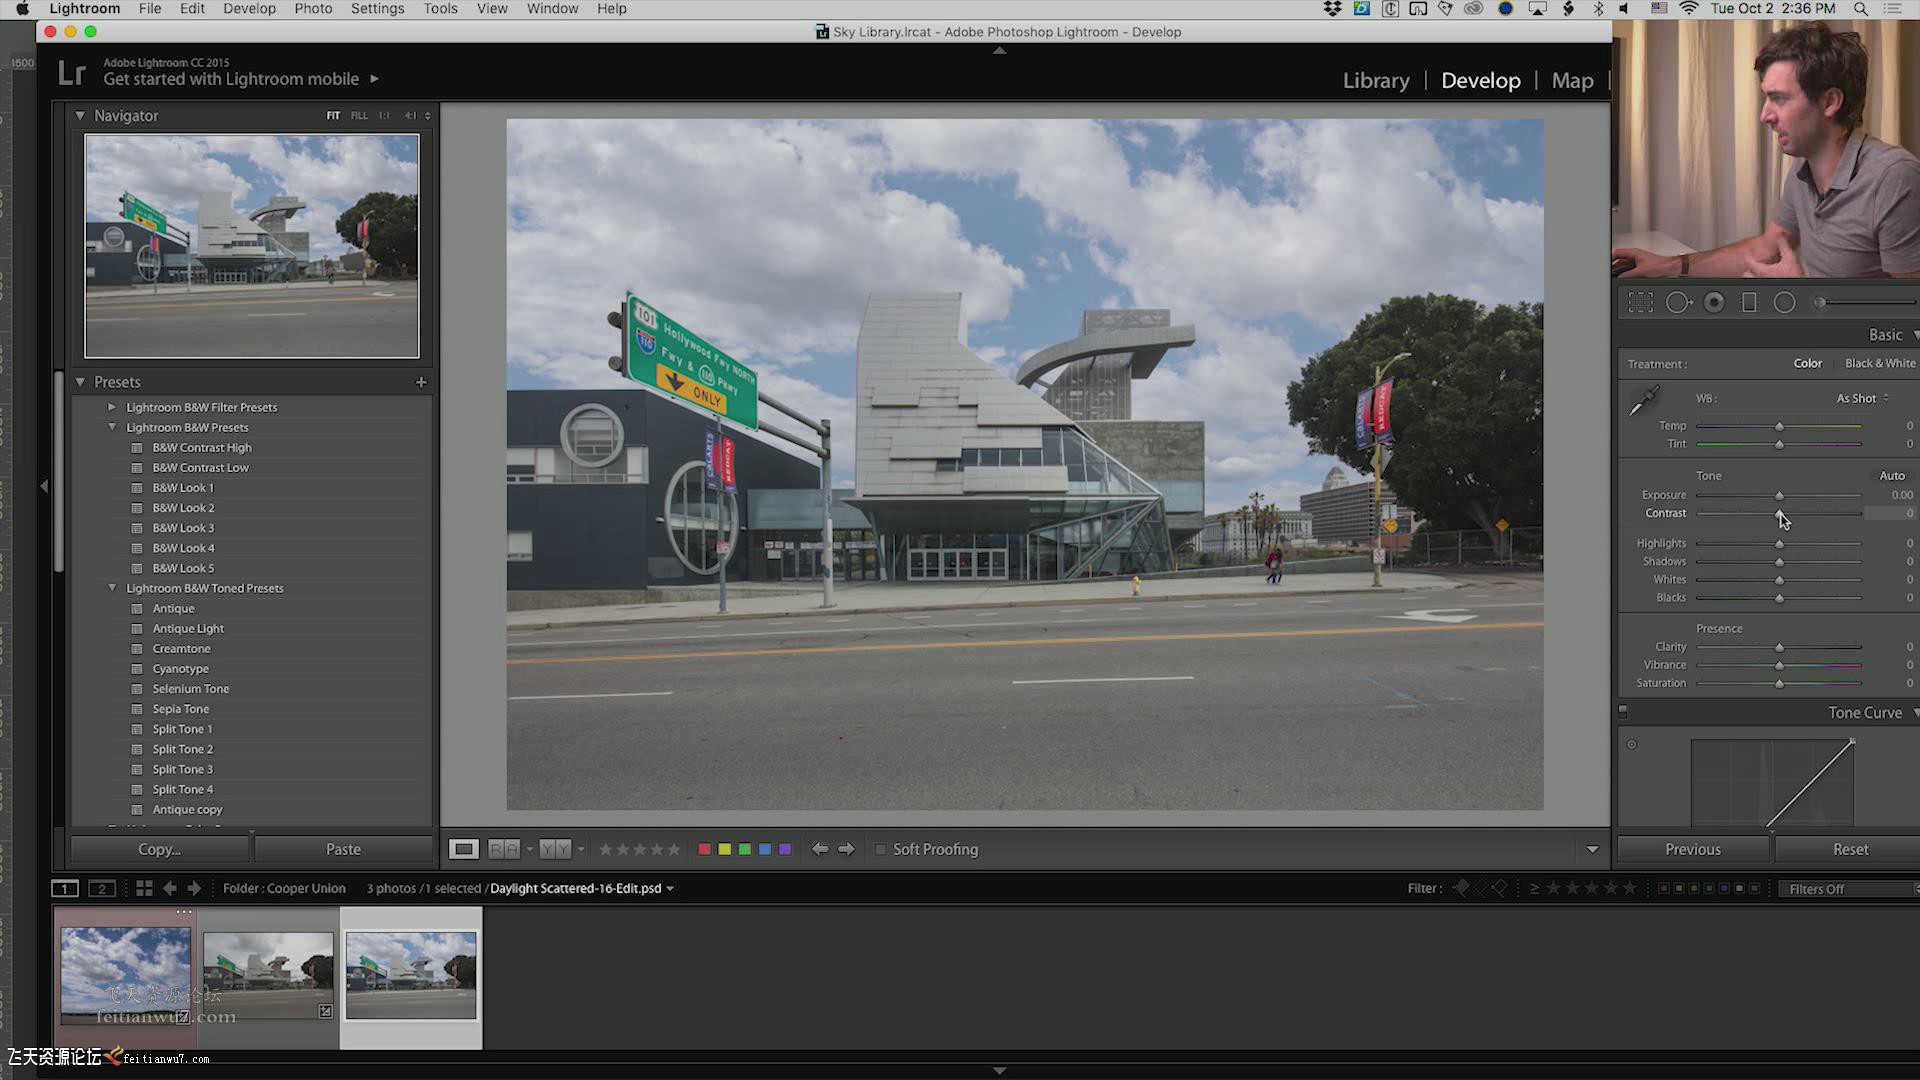 Lightroom File Edit Develop Photo Settings Tools View Window Help Tue Oct 2 2:36 PM
Sky Library.lrcat - Adobe Photoshop Lightroom - Develop
1500
Lr
Adobe Lightroom CC 2015
Get started with Lightroom mobile
Library | Develop | Map |
Navigator FIT FILL 1:1 4:1
Presets +
Lightroom B&W Filter Presets
Lightroom B&W Presets
B&W Contrast High
B&W Contrast Low
B&W Look 1
B&W Look 2
B&W Look 3
B&W Look 4
B&W Look 5
Lightroom B&W Toned Presets
Antique
Antique Light
Creamtone
Cyanotype
Selenium Tone
Sepia Tone
Split Tone 1
Split Tone 2
Split Tone 3
Split Tone 4
Antique copy
Copy... Paste
101 Hollywood Fwy NORTH
110 Fwy & 110 Pkwy
ONLY
CALARTS REDCAT
CALARTS REDCAT
Basic
Treatment : Color Black & White
WB : As Shot
Temp 0
Tint 0
Tone Auto
Exposure 0.00
Contrast 0
Highlights 0
Shadows 0
Whites 0
Blacks 0
Presence
Clarity 0
Vibrance 0
Saturation 0
Tone Curve
Previous Reset
R A Y Y Soft Proofing
1 2 Folder : Cooper Union 3 photos / 1 selected / Daylight Scattered-16-Edit.psd Filter : ≥ Filters Off
飞天资源论坛
feitianwu7.com
飞天资源论坛 feitianwu7.com